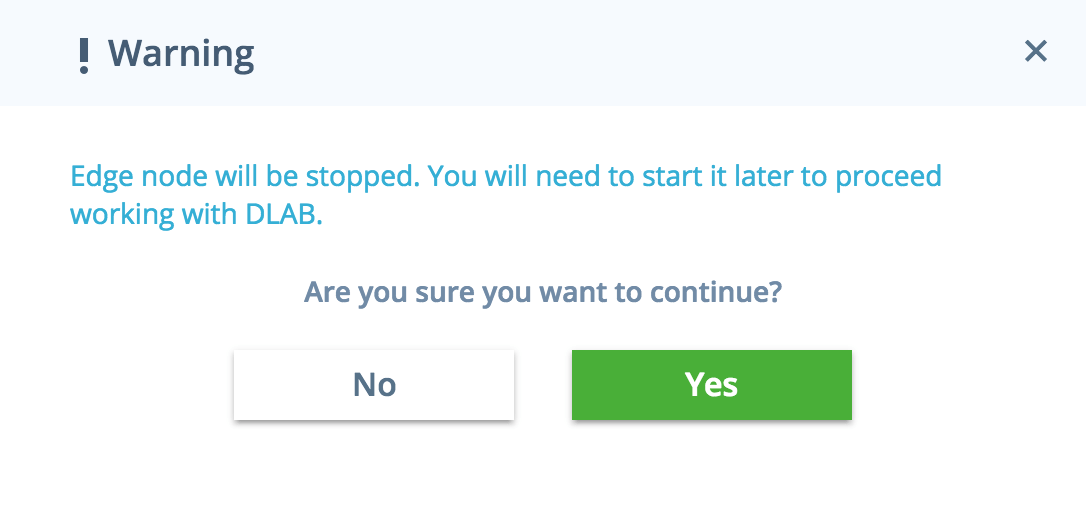 Warning
Edge node will be stopped. You will need to start it later to proceed
working with DLAB.
Are you sure you want to continue?
No
Yes